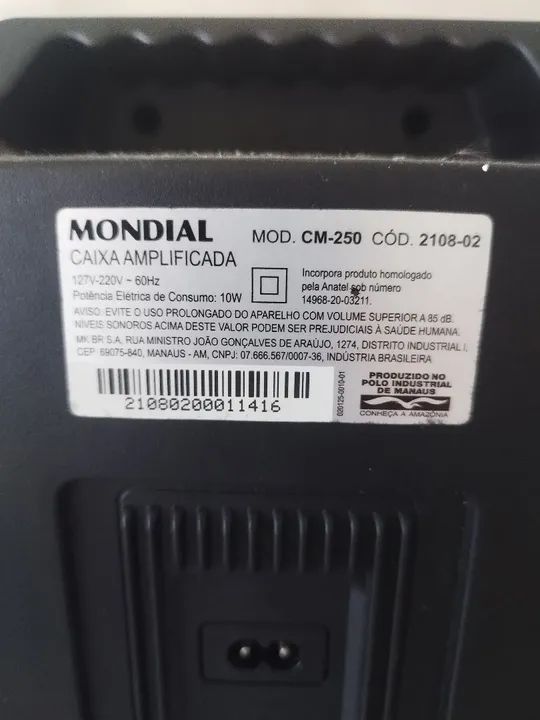 MONDIAL MOD. CM-250 CÓD. 2108-02
CAIXA AMPLIFICADA
127V-220V ~ 60Hz
Potência Elétrica de Consumo: 10W
Incorpora produto homologado
pela Anatel sob número
14968-20-03211.
AVISO: EVITE O USO PROLONGADO DO APARELHO COM VOLUME SUPERIOR A 85 dB.
NÍVEIS SONOROS ACIMA DESTE VALOR PODEM SER PREJUDICIAIS À SAÚDE HUMANA.
MK BR S.A, RUA MINISTRO JOÃO GONÇALVES DE ARAÚJO, 1274, DISTRITO INDUSTRIAL I,
CEP: 69075-840, MANAUS - AM, CNPJ: 07.666.567/0007-36, INDÚSTRIA BRASILEIRA
21080200011416
020125-0010-01
PRODUZIDO NO
POLO INDUSTRIAL
DE MANAUS
CONHEÇA A AMAZÔNIA